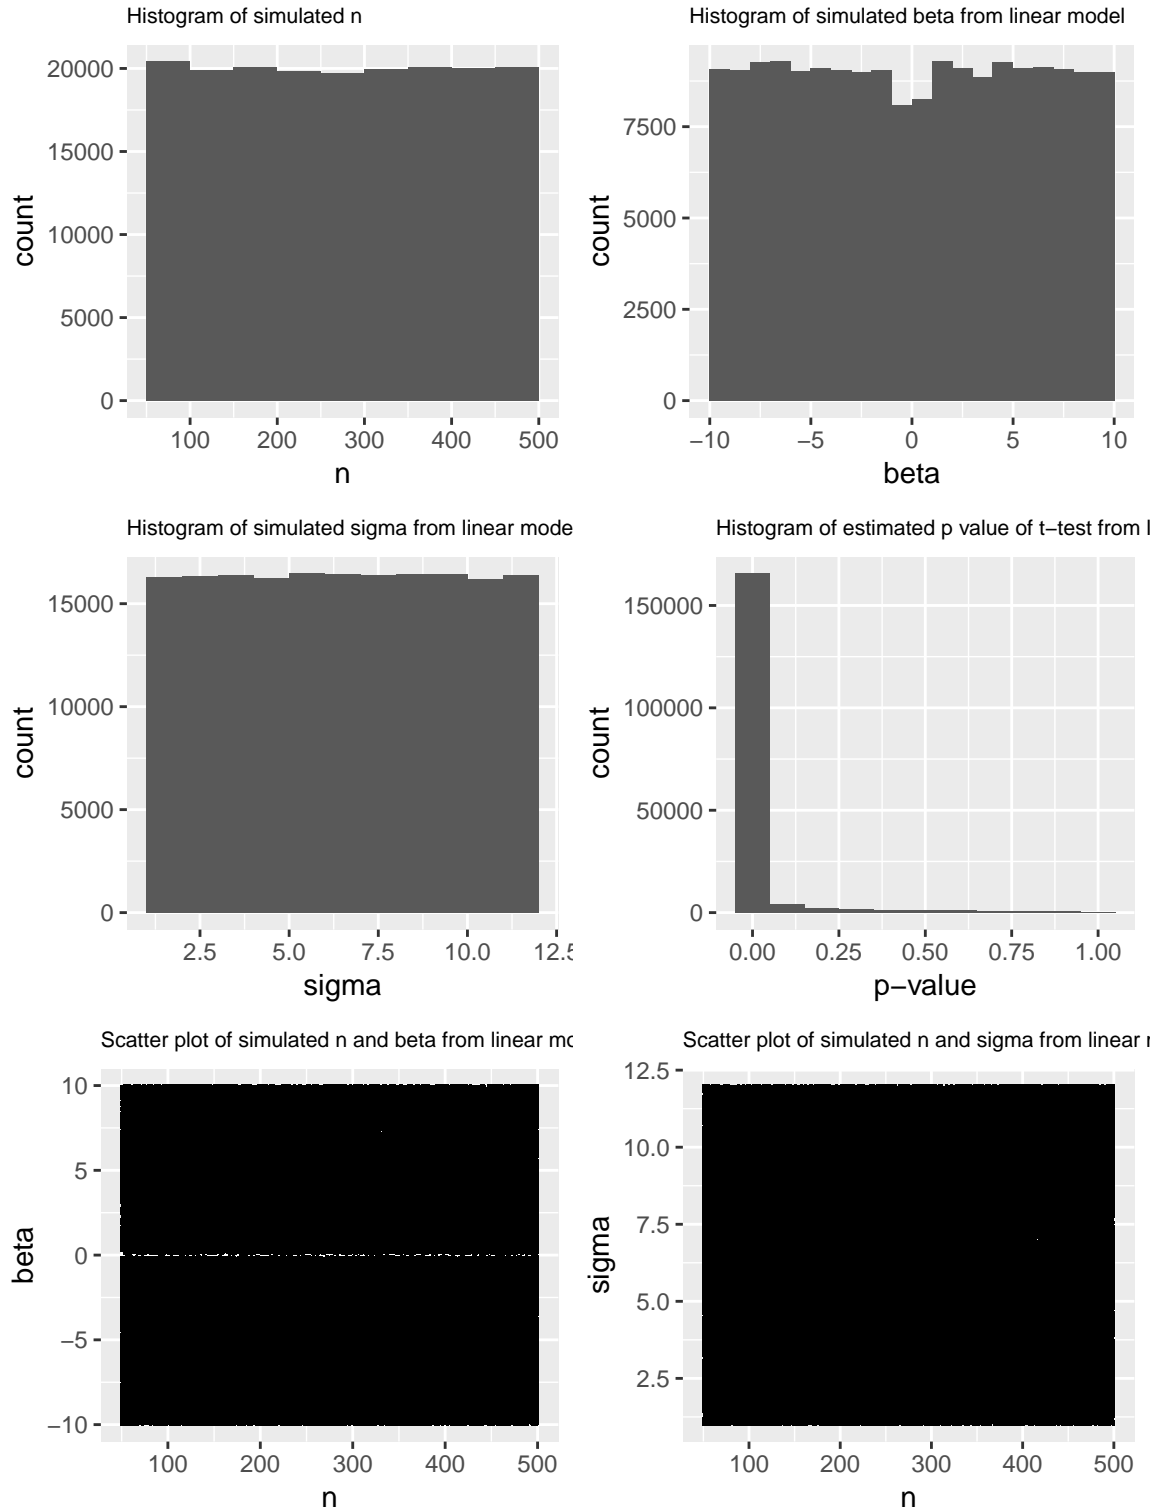 Histogram of simulated n
20000
15000
10000
5000
0
count
100 200 300 400 500
n
Histogram of simulated beta from linear model
7500
5000
2500
0
count
−10 −5 0 5 10
beta
Histogram of simulated sigma from linear mode
15000
10000
5000
0
count
2.5 5.0 7.5 10.0 12.5
sigma
Histogram of estimated p value of t−test from l
150000
100000
50000
0
count
0.00 0.25 0.50 0.75 1.00
p−value
Scatter plot of simulated n and beta from linear mo
10
5
0
−5
−10
beta
100 200 300 400 500
n
Scatter plot of simulated n and sigma from linear
12.5
10.0
7.5
5.0
2.5
sigma
100 200 300 400 500
n